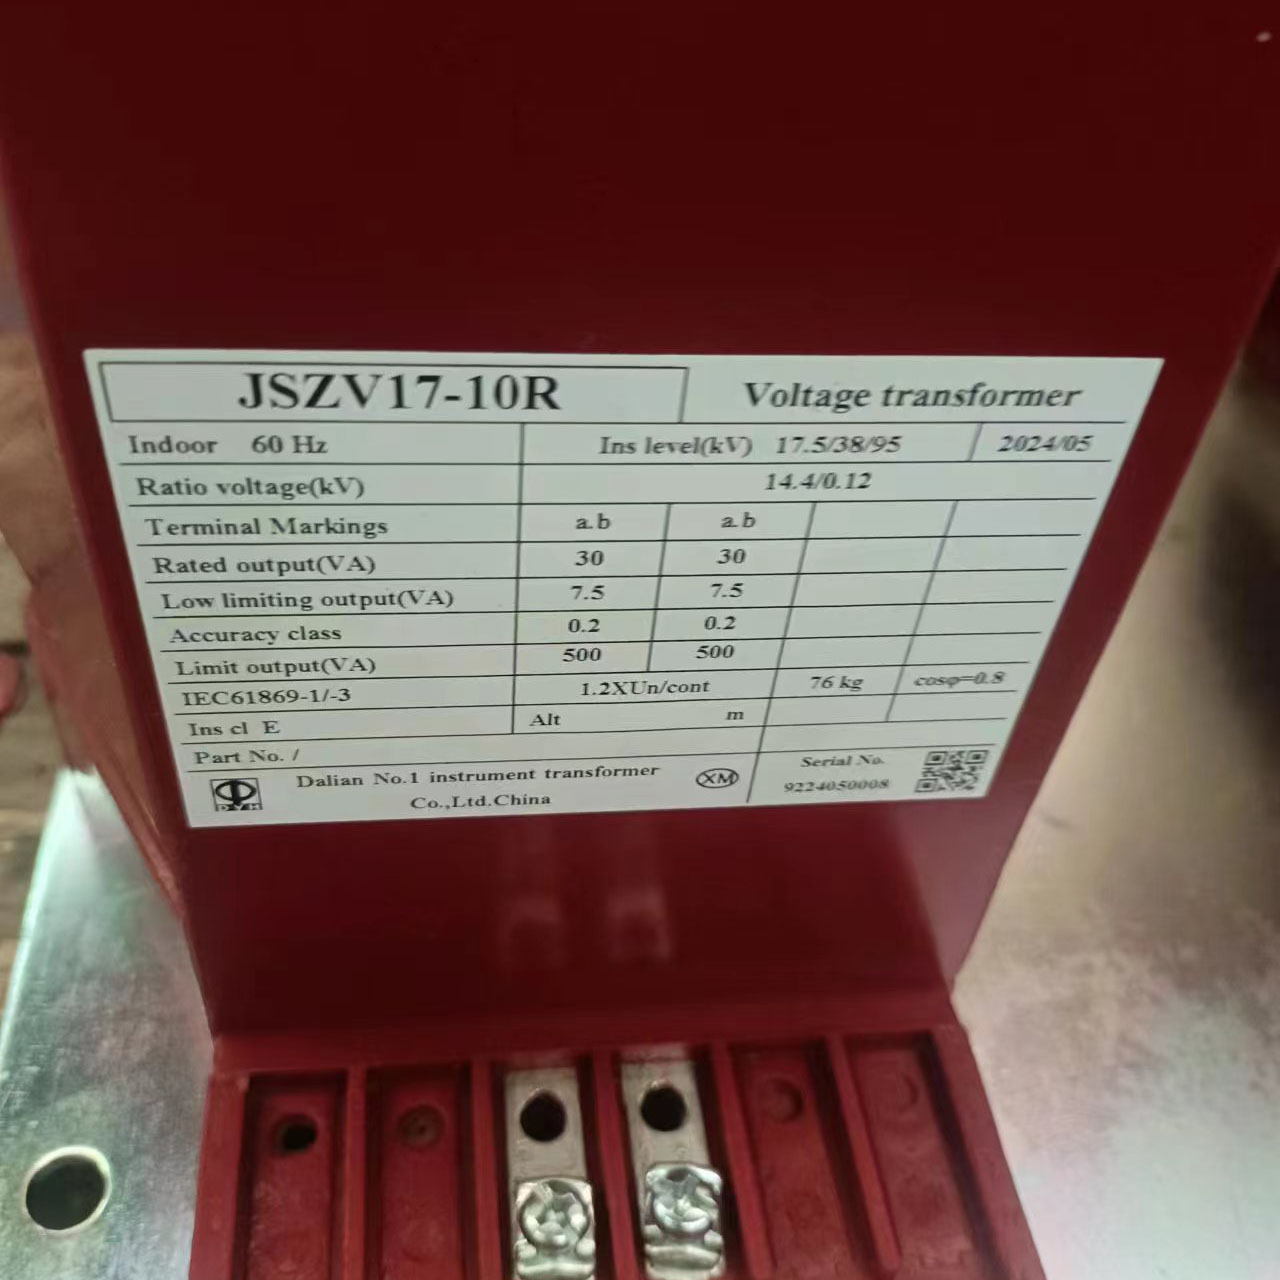 JSZV17-10R Voltage transformer
Indoor 60 Hz Ins level(kV) 17.5/38/95 2024/05
Ratio voltage(kV) 14.4/0.12
Terminal Markings a.b a.b
Rated output(VA) 30 30
Low limiting output(VA) 7.5 7.5
Accuracy class 0.2 0.2
Limit output(VA) 500 500
IEC61869-1/-3 1.2XUn/cont 76 kg cosφ=0.8
Ins cl E Alt m
Part No. /
Dalian No.1 instrument transformer
Co.,Ltd.China
XM
Serial No.
9224050008